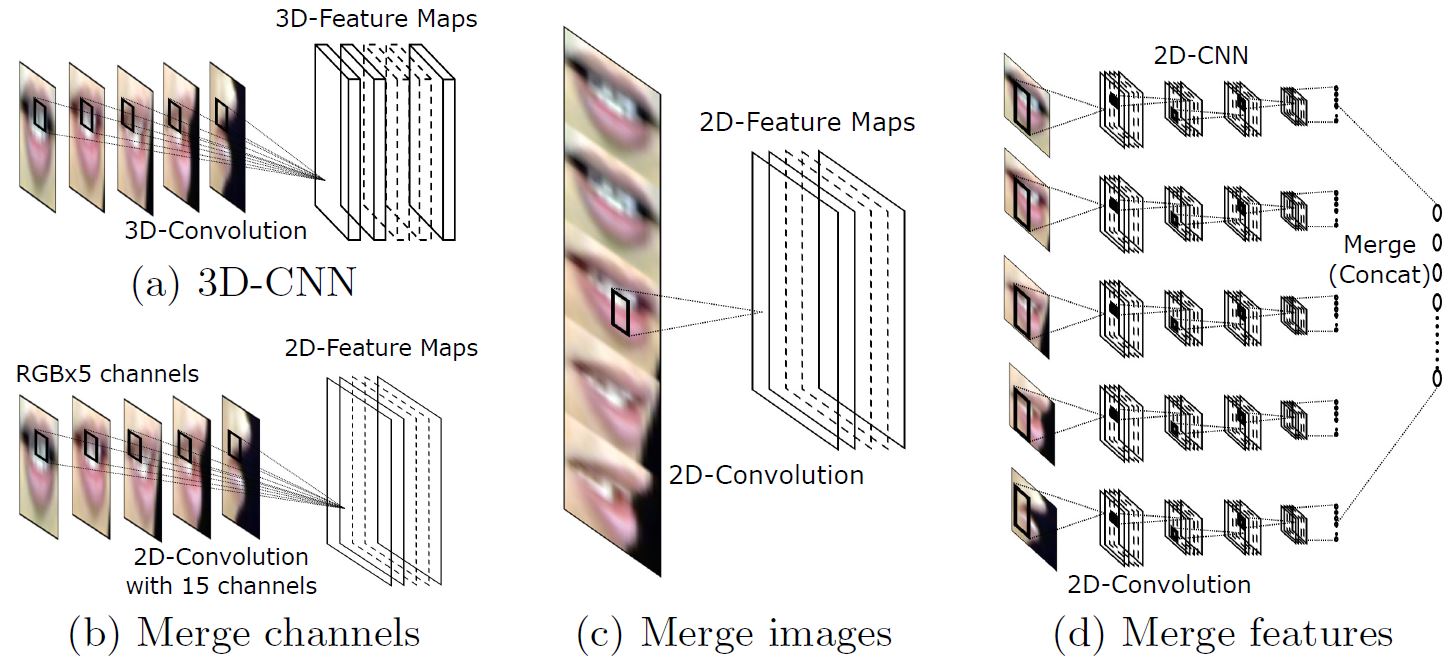 3D-Feature Maps
3D-Convolution
(a) 3D-CNN
2D-Feature Maps
RGBx5 channels
2D-Convolution
with 15 channels
(b) Merge channels
2D-Feature Maps
2D-Convolution
(c) Merge images
2D-CNN
Merge
(Concat)
2D-Convolution
(d) Merge features